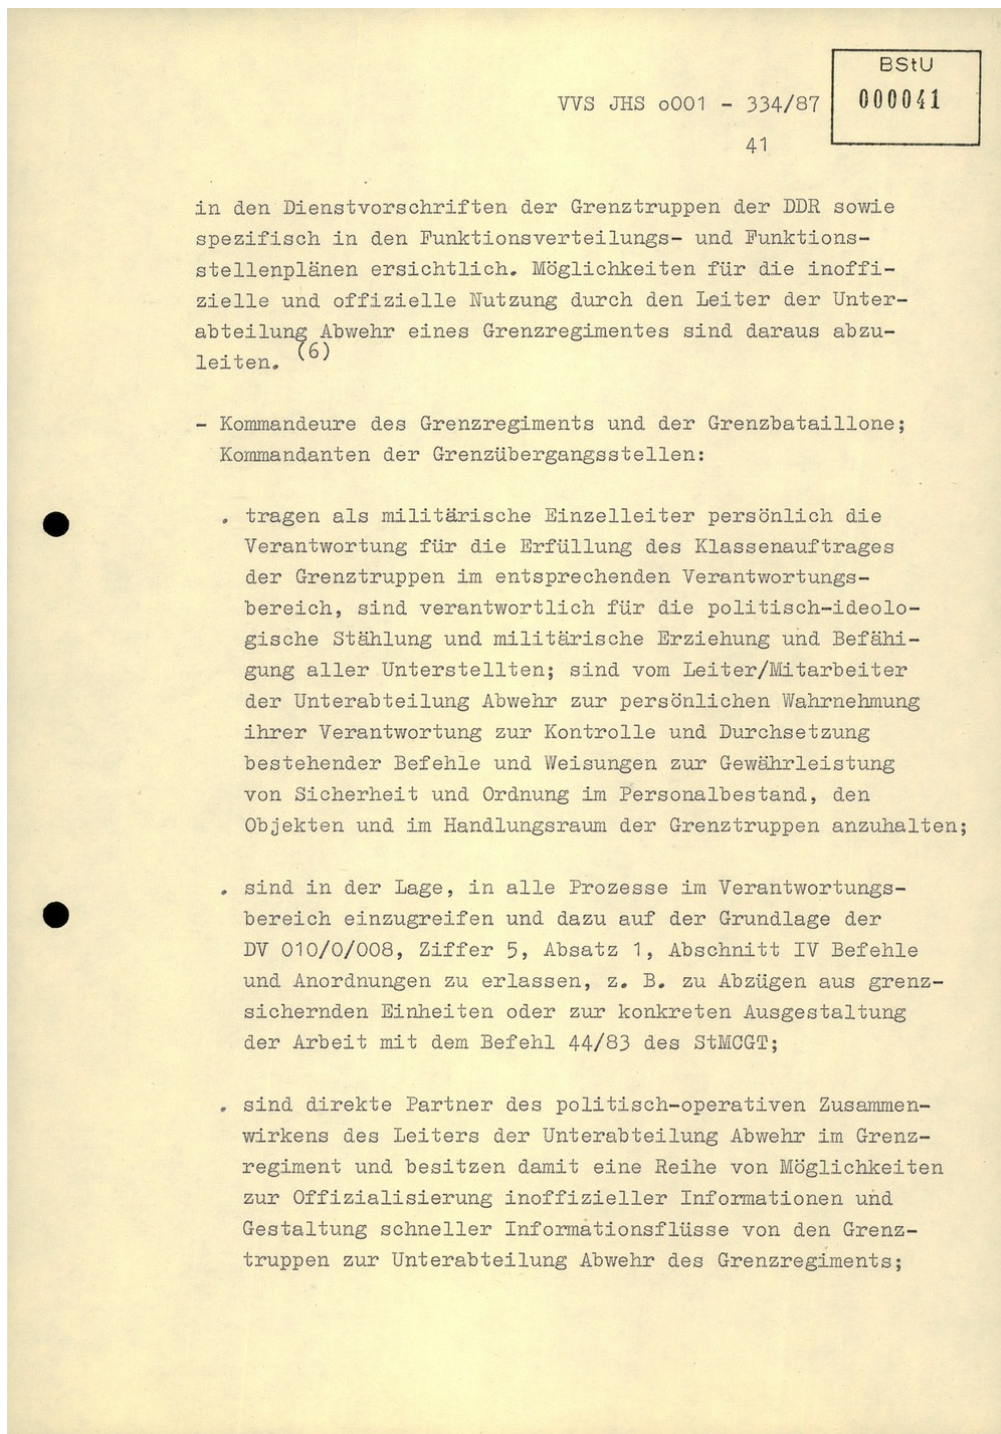 BStU
000041
VVS JHS o001 - 334/87
41
in den Dienstvorschriften der Grenztruppen der DDR sowie
spezifisch in den Funktionsverteilungs- und Funktions-
stellenplänen ersichtlich. Möglichkeiten für die inoffi-
zielle und offizielle Nutzung durch den Leiter der Unter-
abteilung Abwehr eines Grenzregimentes sind daraus abzu-
leiten. (6)
- Kommandeure des Grenzregiments und der Grenzbataillone;
Kommandanten der Grenzübergangsstellen:
. tragen als militärische Einzelleiter persönlich die
Verantwortung für die Erfüllung des Klassenauftrages
der Grenztruppen im entsprechenden Verantwortungs-
bereich, sind verantwortlich für die politisch-ideolo-
gische Stählung und militärische Erziehung und Befähi-
gung aller Unterstellten; sind vom Leiter/Mitarbeiter
der Unterabteilung Abwehr zur persönlichen Wahrnehmung
ihrer Verantwortung zur Kontrolle und Durchsetzung
bestehender Befehle und Weisungen zur Gewährleistung
von Sicherheit und Ordnung im Personalbestand, den
Objekten und im Handlungsraum der Grenztruppen anzuhalten;
. sind in der Lage, in alle Prozesse im Verantwortungs-
bereich einzugreifen und dazu auf der Grundlage der
DV 010/0/008, Ziffer 5, Absatz 1, Abschnitt IV Befehle
und Anordnungen zu erlassen, z. B. zu Abzügen aus grenz-
sichernden Einheiten oder zur konkreten Ausgestaltung
der Arbeit mit dem Befehl 44/83 des StMCGT;
. sind direkte Partner des politisch-operativen Zusammen-
wirkens des Leiters der Unterabteilung Abwehr im Grenz-
regiment und besitzen damit eine Reihe von Möglichkeiten
zur Offizialisierung inoffizieller Informationen und
Gestaltung schneller Informationsflüsse von den Grenz-
truppen zur Unterabteilung Abwehr des Grenzregiments;